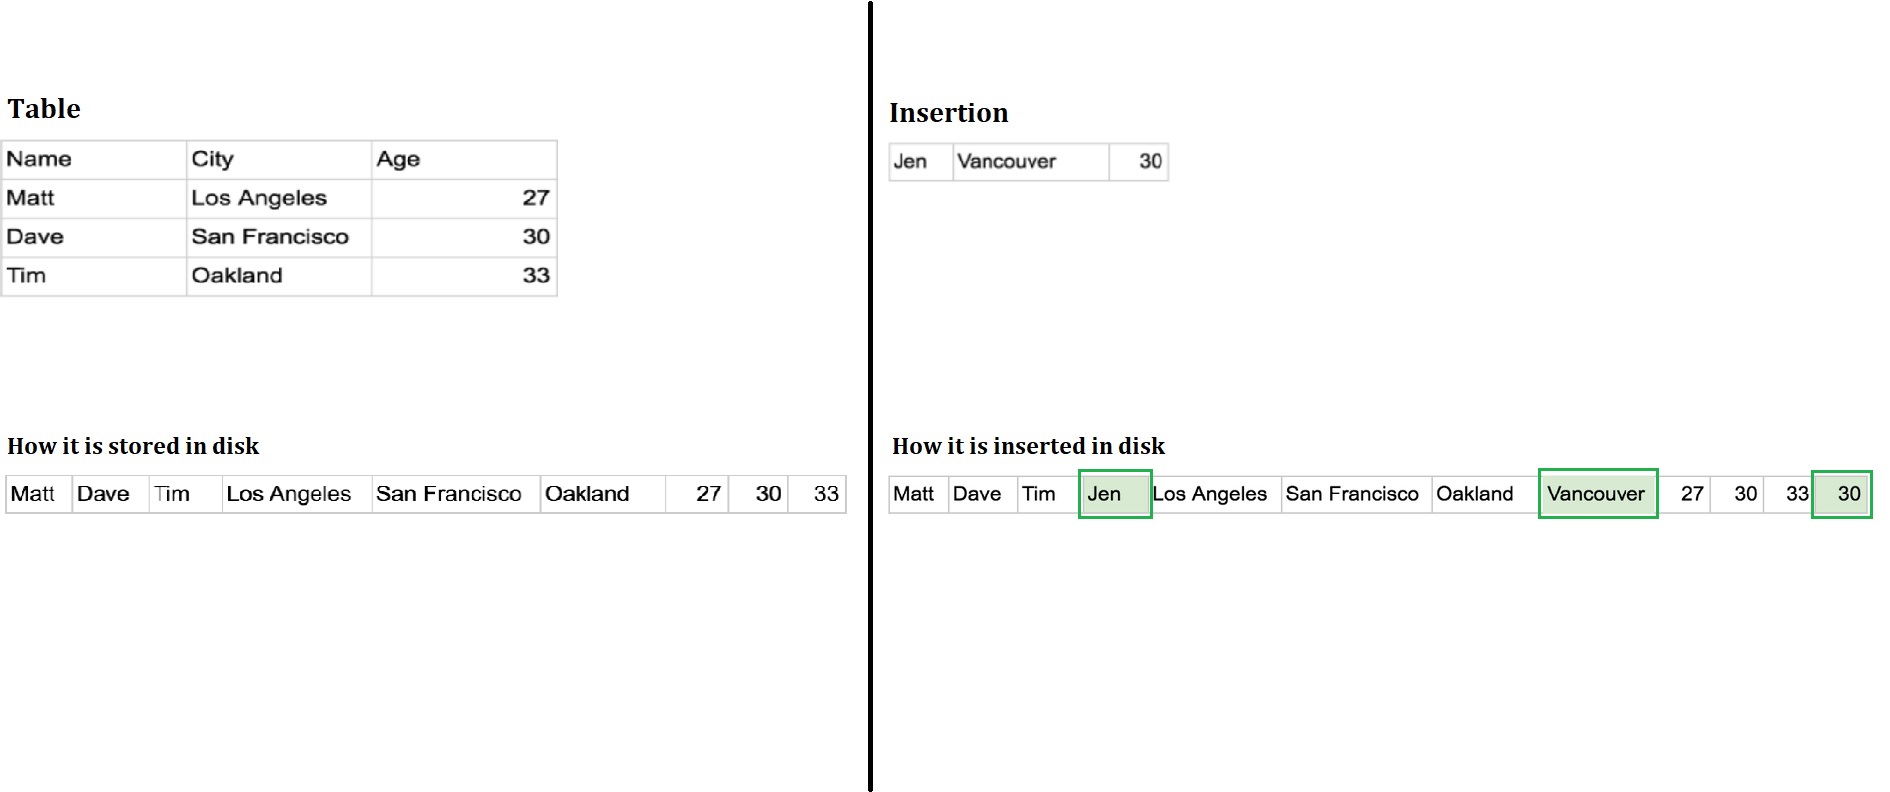 Table
Name City Age
Matt Los Angeles 27
Dave San Francisco 30
Tim Oakland 33
How it is stored in disk
Matt Dave Tim Los Angeles San Francisco Oakland 27 30 33
Insertion
Jen Vancouver 30
How it is inserted in disk
Matt Dave Tim Jen Los Angeles San Francisco Oakland Vancouver 27 30 33 30